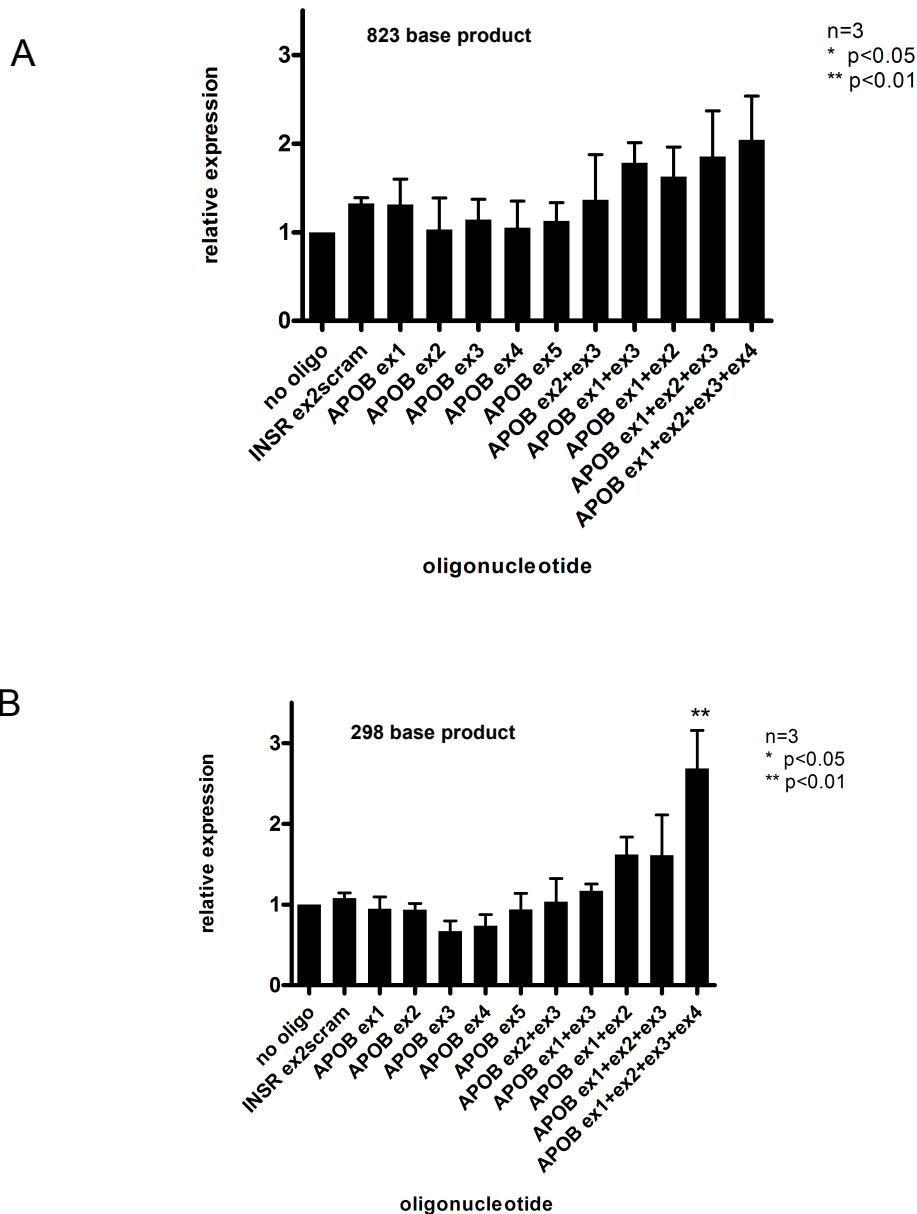 A
823 base product
n=3
* p<0.05
** p<0.01
relative expression
3
2
1
0
no oligo
INSR ex2scram
APOB ex1
APOB ex2
APOB ex3
APOB ex4
APOB ex5
APOB ex2+ex3
APOB ex1+ex3
APOB ex1+ex2
APOB ex1+ex2+ex3
APOB ex1+ex2+ex3+ex4
oligonucleotide
B
298 base product
**
n=3
* p<0.05
** p<0.01
relative expression
3
2
1
0
no oligo
INSR ex2scram
APOB ex1
APOB ex2
APOB ex3
APOB ex4
APOB ex5
APOB ex2+ex3
APOB ex1+ex3
APOB ex1+ex2
APOB ex1+ex2+ex3
APOB ex1+ex2+ex3+ex4
oligonucleotide